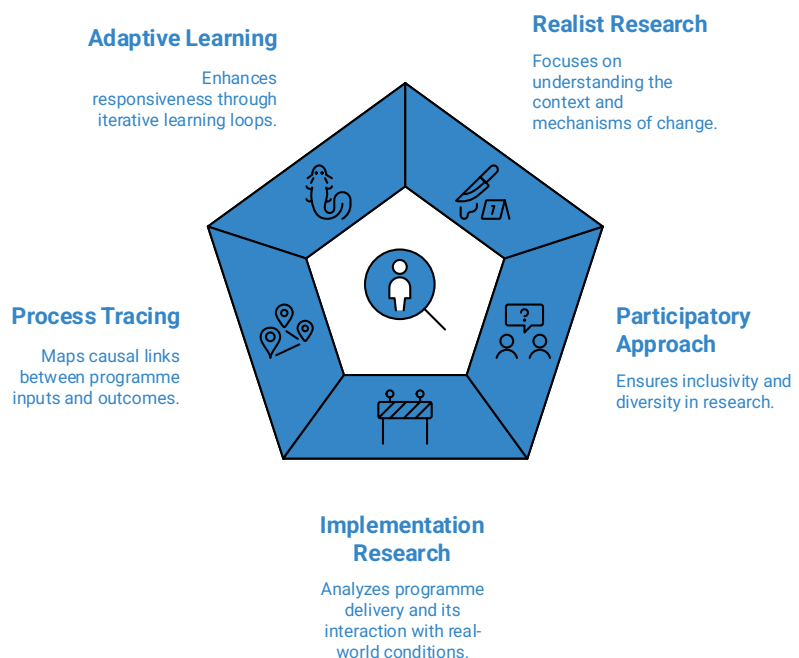 Adaptive Learning
Enhances
responsiveness through
iterative learning loops.
Realist Research
Focuses on
understanding the
context and
mechanisms of change.
Process Tracing
Maps causal links
between programme
inputs and outcomes.
Participatory
Approach
Ensures inclusivity and
diversity in research.
?
1
Implementation
Research
Analyzes programme
delivery and its
interaction with real-
world conditions.